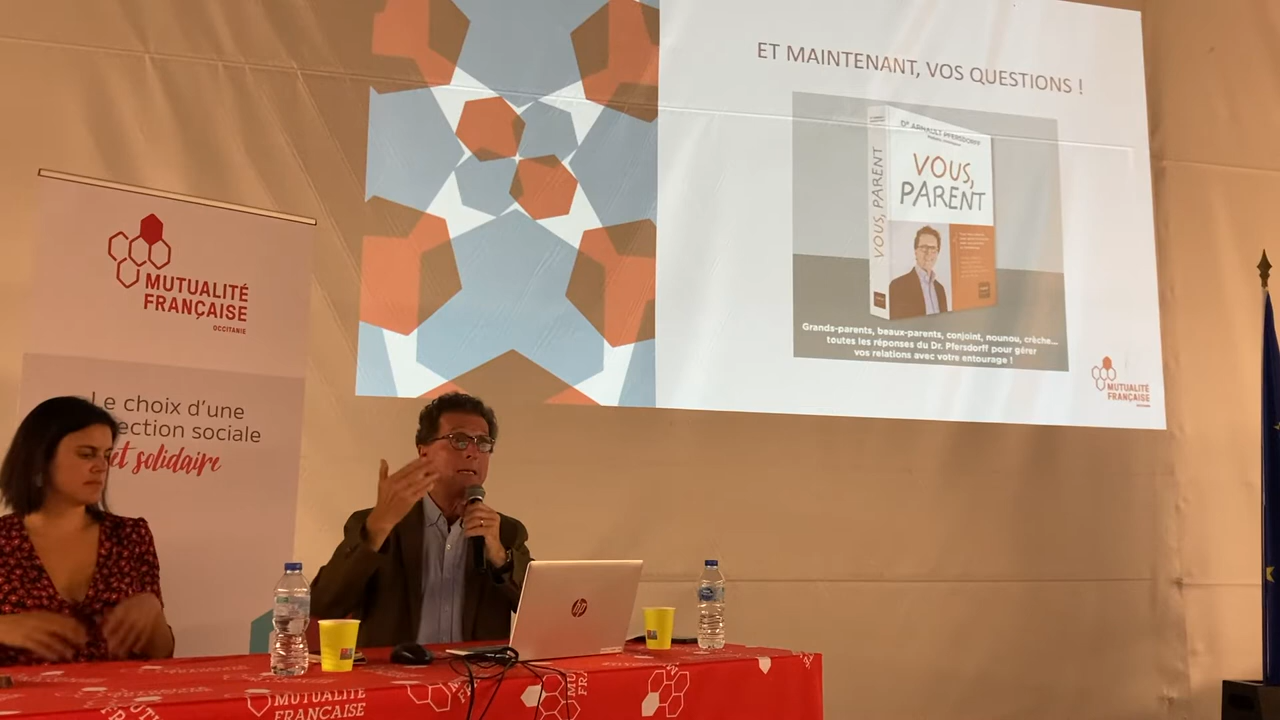 ET MAINTENANT, VOS QUESTIONS !
Dr ARNAULT PFERSDORFF
VOUS,
PARENT
VOUS, PARENT
Grands-parents, beaux-parents, conjoint, nounou, crèche...
toutes les réponses du Dr. Pfersdorff pour gérer
vos relations avec votre entourage !
MUTUALITÉ
FRANÇAISE
OCCITANIE
MUTUALITÉ
FRANÇAISE
OCCITANIE
Le choix d'une
ection sociale
et solidaire
hp
MUTUALITÉ
FRANÇAISE